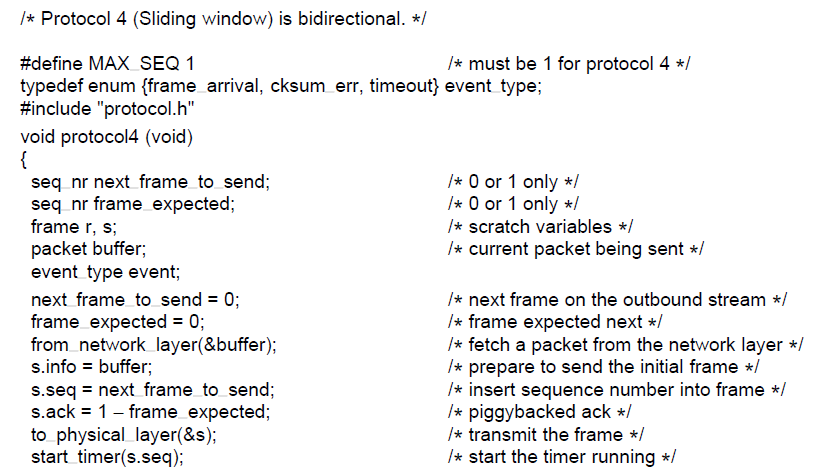 /* Protocol 4 (Sliding window) is bidirectional. */
#define MAX_SEQ 1 /* must be 1 for protocol 4 */
typedef enum {frame_arrival, cksum_err, timeout} event_type;
#include "protocol.h"
void protocol4 (void)
{
seq_nr next_frame_to_send; /* 0 or 1 only */
seq_nr frame_expected; /* 0 or 1 only */
frame r, s; /* scratch variables */
packet buffer; /* current packet being sent */
event_type event;
next_frame_to_send = 0; /* next frame on the outbound stream */
frame_expected = 0; /* frame expected next */
from_network_layer(&buffer); /* fetch a packet from the network layer */
s.info = buffer; /* prepare to send the initial frame */
s.seq = next_frame_to_send; /* insert sequence number into frame */
s.ack = 1 – frame_expected; /* piggybacked ack */
to_physical_layer(&s); /* transmit the frame */
start_timer(s.seq); /* start the timer running */